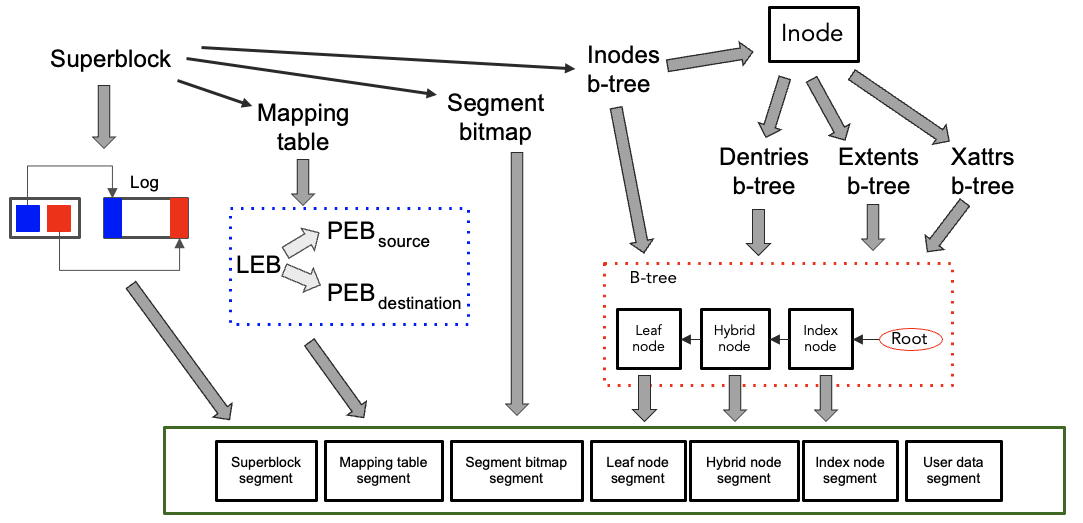 Superblock
Log
Mapping
table
LEB
PEB source
PEB destination
Segment
bitmap
Inodes
b-tree
Inode
Dentries
b-tree
Extents
b-tree
Xattrs
b-tree
B-tree
Leaf
node
Hybrid
node
Index
node
Root
Superblock
segment
Mapping table
segment
Segment bitmap
segment
Leaf node
segment
Hybrid node
segment
Index node
segment
User data
segment